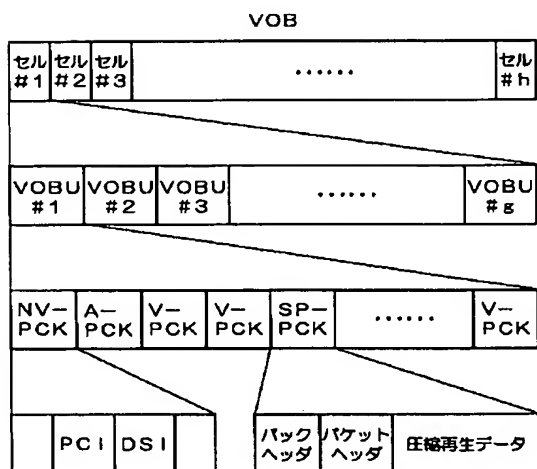 VOB
セル セル セル セル
#1 #2 #3 ・・・・・・ #h
VOBU VOBU VOBU VOBU
#1 #2 #3 ・・・・・・ #g
NV- A- V- V- SP- V-
PCK PCK PCK PCK PCK ・・・・・・ PCK
PCI DSI
パック パケット 圧縮再生データ
ヘッダ ヘッダ